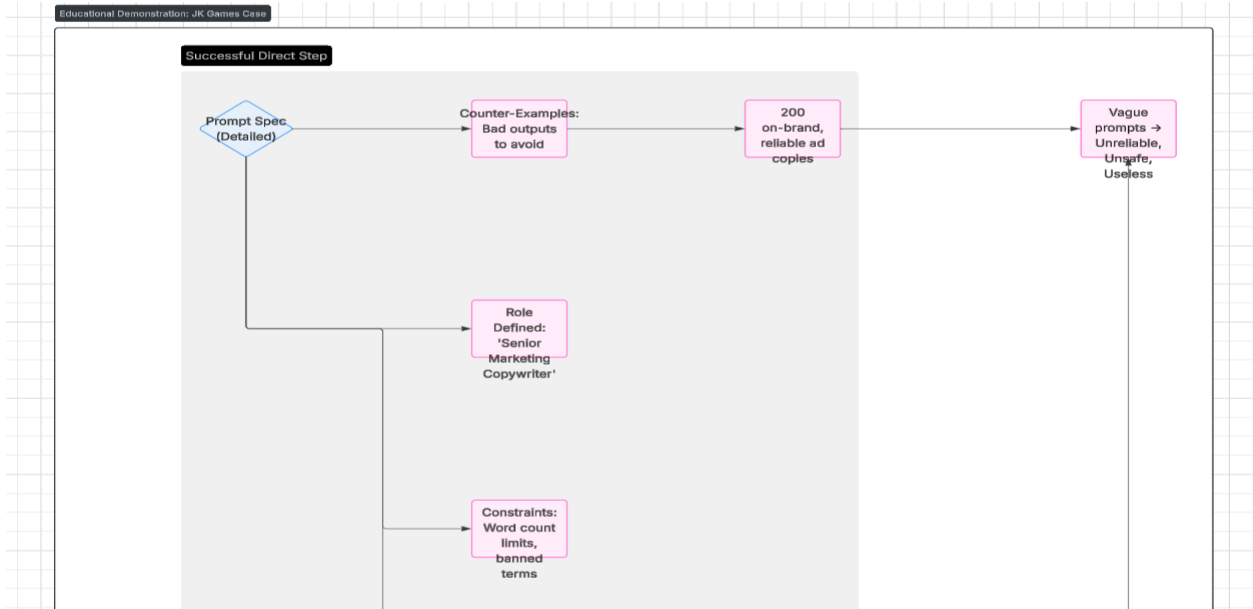 Educational Demonstration: JK Games Case
Successful Direct Step
Prompt Spec
(Detailed)
Counter-Examples:
Bad outputs
to avoid
200
on-brand,
reliable ad
copies
Vague
prompts →
Unreliable,
Unsafe,
Useless
Role
Defined:
'Senior
Marketing
Copywriter'
Constraints:
Word count
limits,
banned
terms